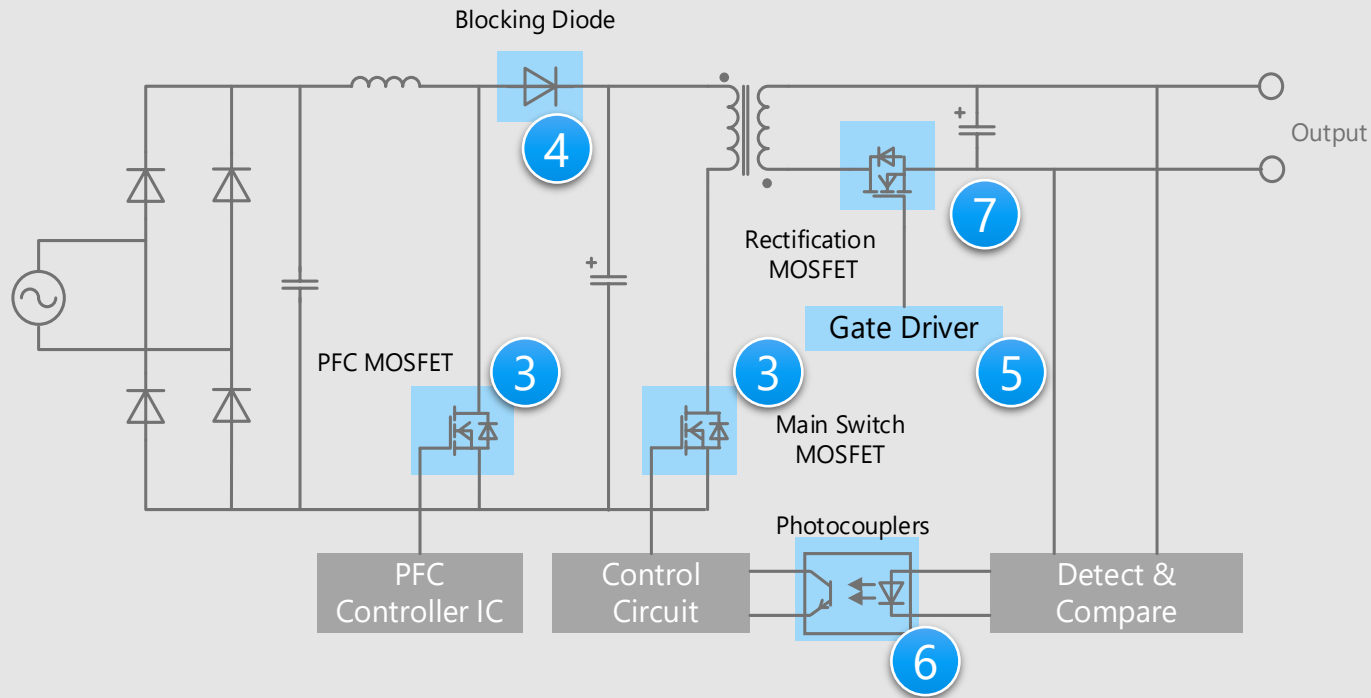 Blocking Diode
4
+
+
Output
7
Rectification
MOSFET
Gate Driver
5
PFC MOSFET
3
3
Main Switch
MOSFET
Photocouplers
PFC
Controller IC
Control
Circuit
Detect &
Compare
6